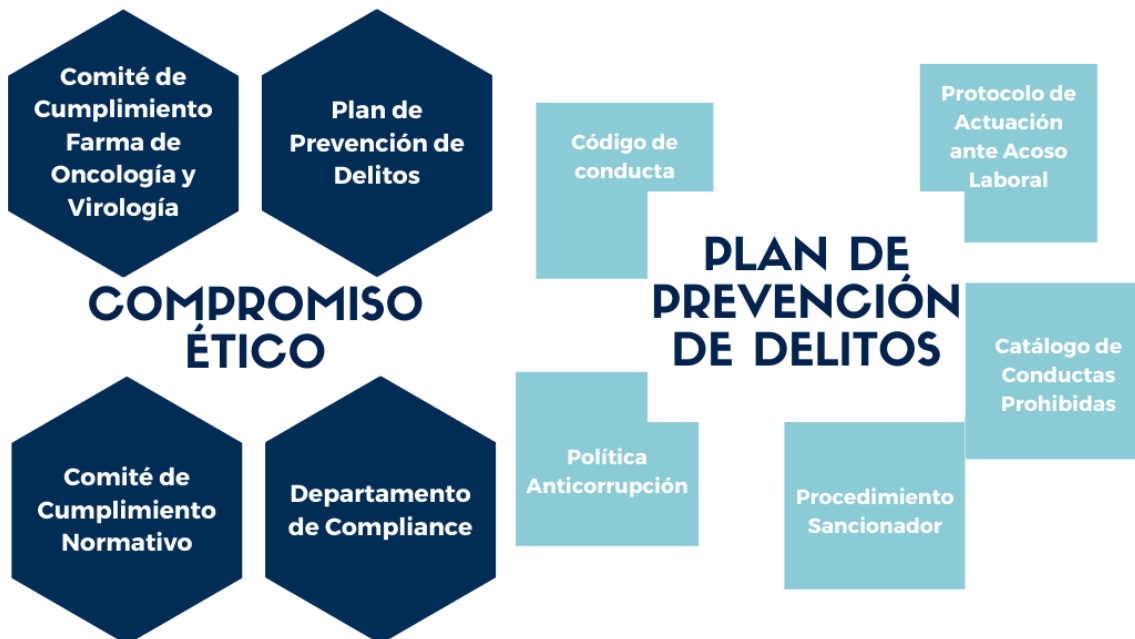 Comité de
Cumplimiento
Farma de
Oncología y
Virología
Plan de
Prevención de
Delitos
COMPROMISO
ÉTICO
Comité de
Cumplimiento
Normativo
Departamento
de Compliance
Código de
conducta
Protocolo de
Actuación
ante Acoso
Laboral
PLAN DE
PREVENCIÓN
DE DELITOS
Catálogo de
Conductas
Prohibidas
Política
Anticorrupción
Procedimiento
Sancionador